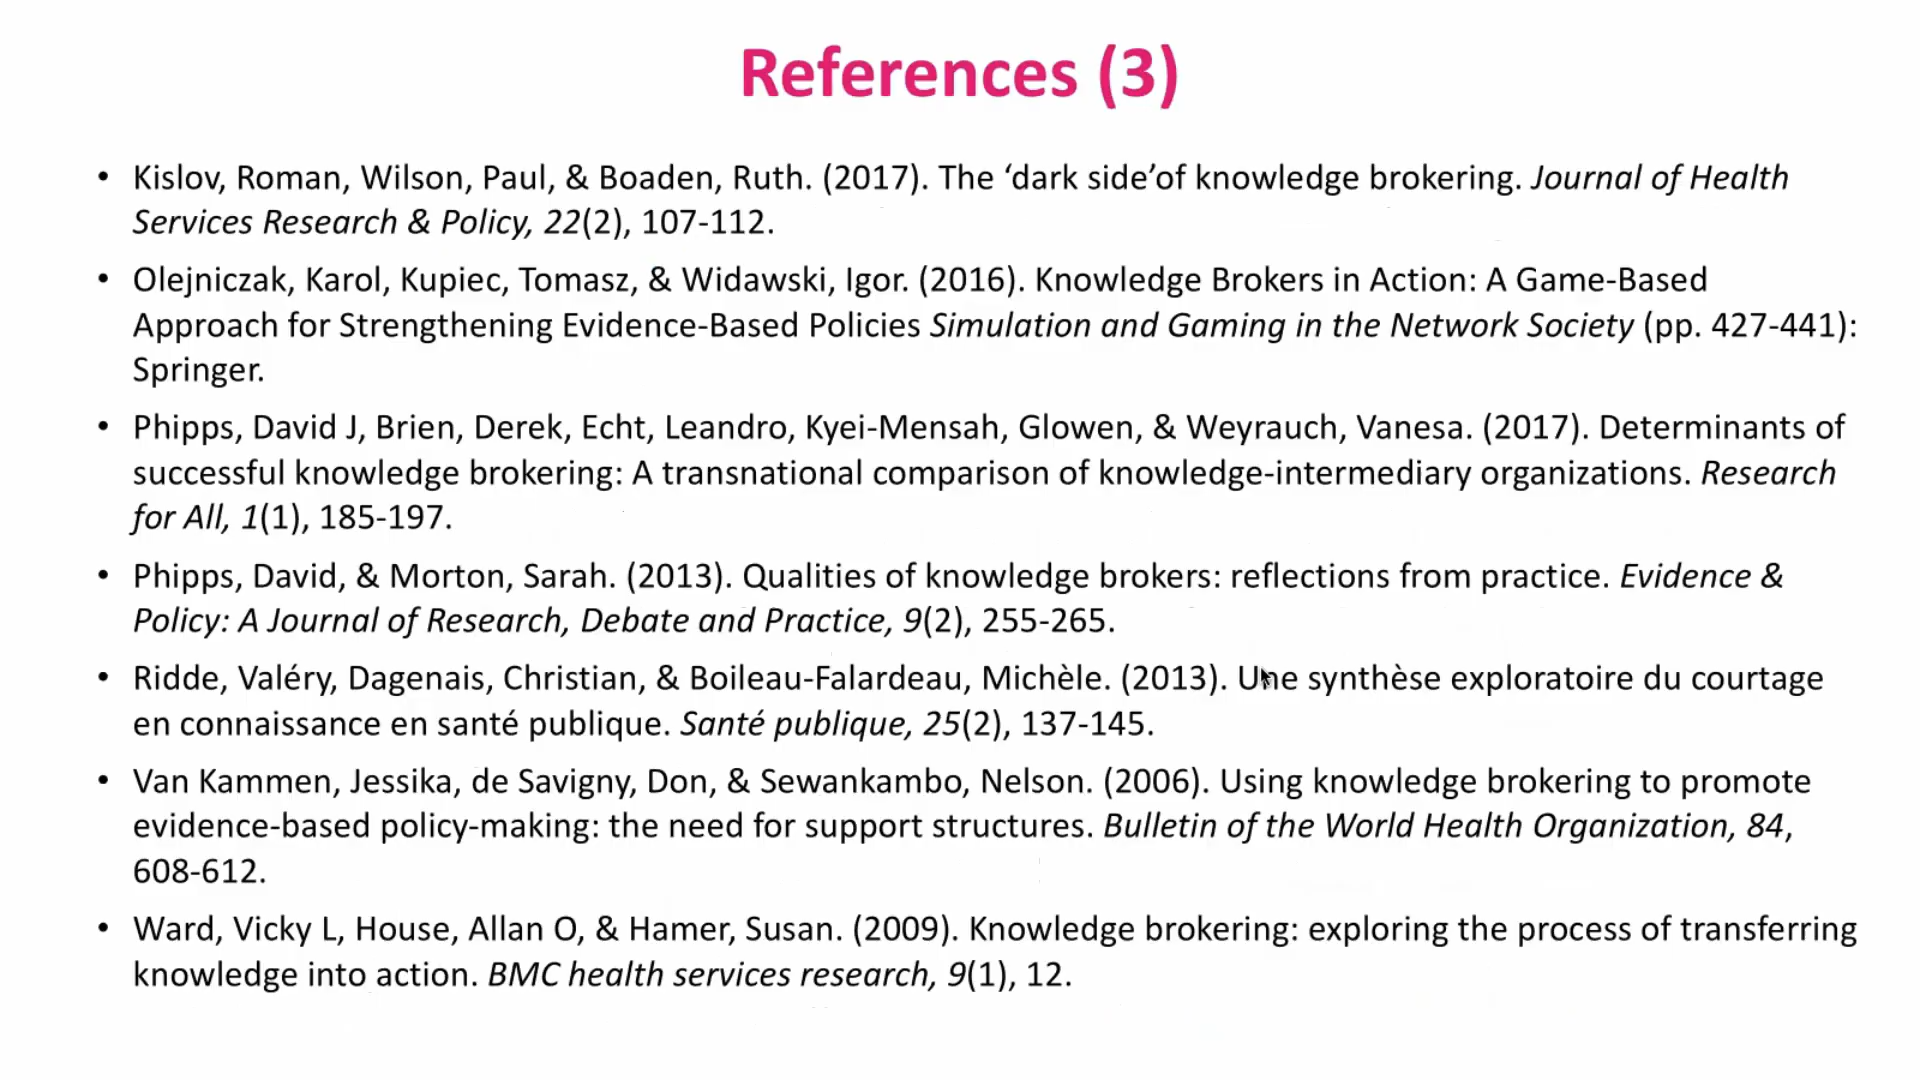 References (3)
• Kislov, Roman, Wilson, Paul, & Boaden, Ruth. (2017). The ‘dark side’of knowledge brokering. Journal of Health
Services Research & Policy, 22(2), 107-112.
• Olejniczak, Karol, Kupiec, Tomasz, & Widawski, Igor. (2016). Knowledge Brokers in Action: A Game-Based
Approach for Strengthening Evidence-Based Policies Simulation and Gaming in the Network Society (pp. 427-441):
Springer.
• Phipps, David J, Brien, Derek, Echt, Leandro, Kyei-Mensah, Glowen, & Weyrauch, Vanesa. (2017). Determinants of
successful knowledge brokering: A transnational comparison of knowledge-intermediary organizations. Research
for All, 1(1), 185-197.
• Phipps, David, & Morton, Sarah. (2013). Qualities of knowledge brokers: reflections from practice. Evidence &
Policy: A Journal of Research, Debate and Practice, 9(2), 255-265.
• Ridde, Valéry, Dagenais, Christian, & Boileau-Falardeau, Michèle. (2013). Une synthèse exploratoire du courtage
en connaissance en santé publique. Santé publique, 25(2), 137-145.
• Van Kammen, Jessika, de Savigny, Don, & Sewankambo, Nelson. (2006). Using knowledge brokering to promote
evidence-based policy-making: the need for support structures. Bulletin of the World Health Organization, 84,
608-612.
• Ward, Vicky L, House, Allan O, & Hamer, Susan. (2009). Knowledge brokering: exploring the process of transferring
knowledge into action. BMC health services research, 9(1), 12.